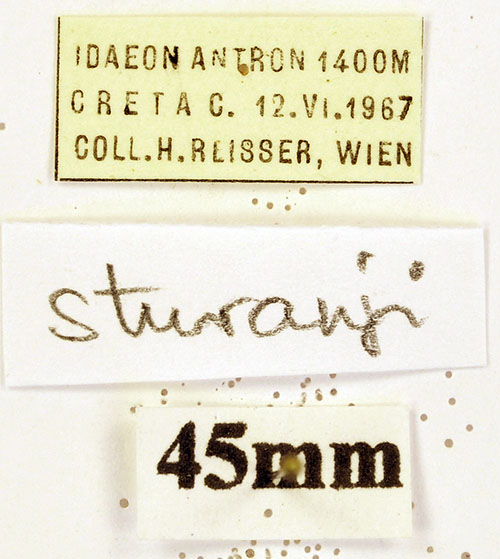 IDAEON ANTRON 1400M
CRETA C. 12.VI.1967
COLL.H.REISSER, WIEN
sturanji
45mm